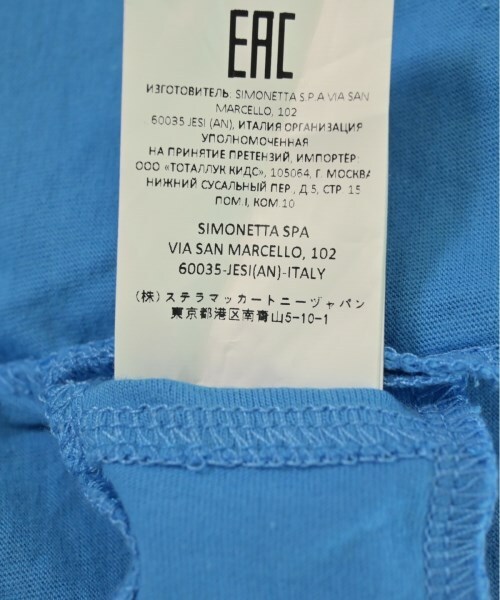 EAC
ИЗГОТОВИТЕЛЬ: SIMONETTA S.P.A VIA SAN
MARCELLO, 102
60035 JESI (AN), ИТАЛИЯ ОРГАНИЗАЦИЯ
УПОЛНОМОЧЕННАЯ
НА ПРИНЯТИЕ ПРЕТЕНЗИЙ, ИМПОРТЁР:
ООО «ТОТАЛЛУК КИДС», 105064, Г. МОСКВА
НИЖНИЙ СУСАЛЬНЫЙ ПЕР., Д.5, СТР. 15
ПОМ.I, КОМ.10
SIMONETTA SPA
VIA SAN MARCELLO, 102
60035-JESI(AN)-ITALY
(株)ステラマッカートニージャパン
東京都港区南青山5-10-1